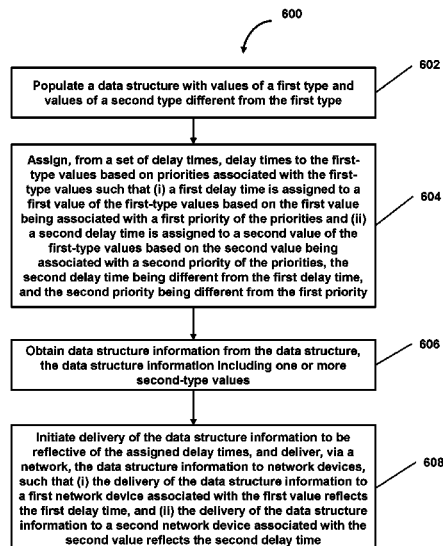 600
602
Populate a data structure with values of a first type and
values of a second type different from the first type
Assign, from a set of delay times, delay times to the first-
type values based on priorities associated with the first-
type values such that (i) a first delay time is assigned to a
first value of the first-type values based on the first value
being associated with a first priority of the priorities and (ii)
a second delay time is assigned to a second value of the
first-type values based on the second value being
associated with a second priority of the priorities, the
second delay time being different from the first delay time,
and the second priority being different from the first priority
604
Obtain data structure information from the data structure,
the data structure information including one or more
second-type values
606
Initiate delivery of the data structure information to be
reflective of the assigned delay times, and deliver, via a
network, the data structure information to network devices,
such that (i) the delivery of the data structure information to
a first network device associated with the first value reflects
the first delay time, and (ii) the delivery of the data structure
information to a second network device associated with the
second value reflects the second delay time
608